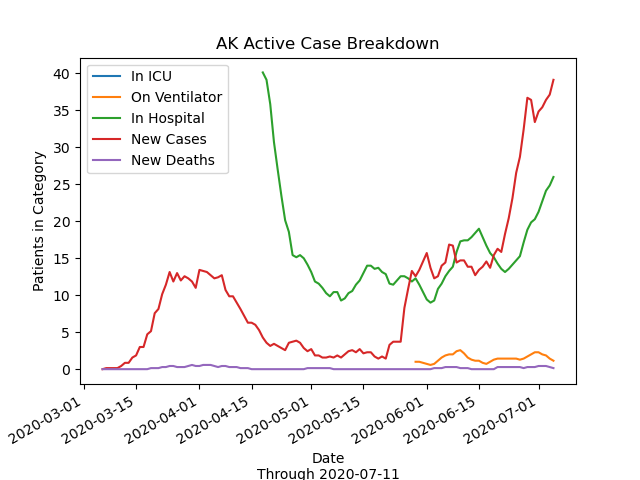 AK Active Case Breakdown
In ICU
On Ventilator
In Hospital
New Cases
New Deaths
Patients in Category
40
35
30
25
20
15
10
5
0
2020-03-01
2020-03-15
2020-04-01
2020-04-15
2020-05-01
2020-05-15
2020-06-01
2020-06-15
2020-07-01
Date
Through 2020-07-11